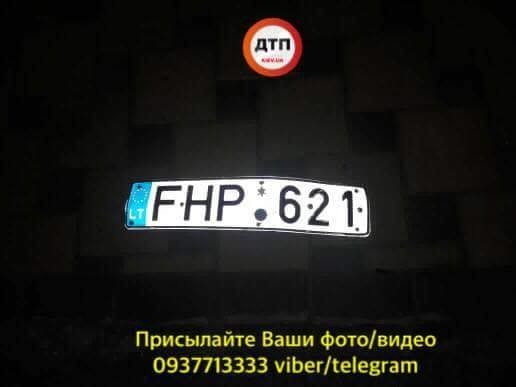 ДТП
KIEV.UA
LT
FHP 621
Присылайте Ваши фото/видео
0937713333 viber/telegram